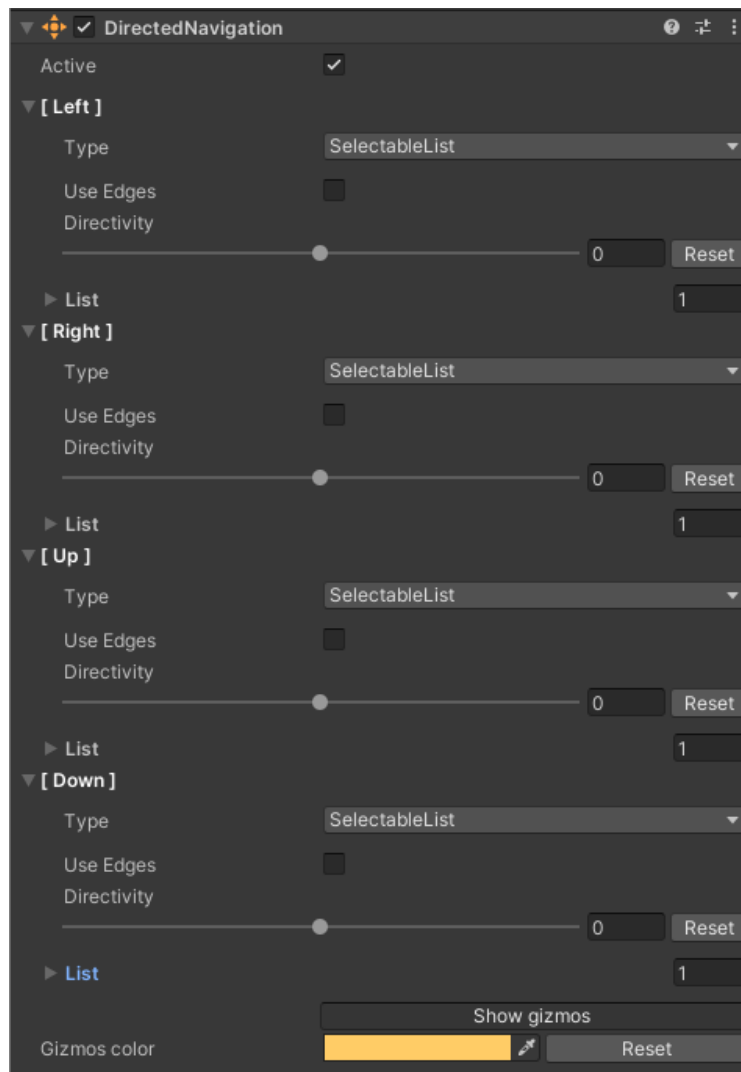 DirectedNavigation
Active
[ Left ]
Type SelectableList
Use Edges
Directivity
0 Reset
List 1
[ Right ]
Type SelectableList
Use Edges
Directivity
0 Reset
List 1
[ Up ]
Type SelectableList
Use Edges
Directivity
0 Reset
List 1
[ Down ]
Type SelectableList
Use Edges
Directivity
0 Reset
List 1
Show gizmos
Gizmos color Reset